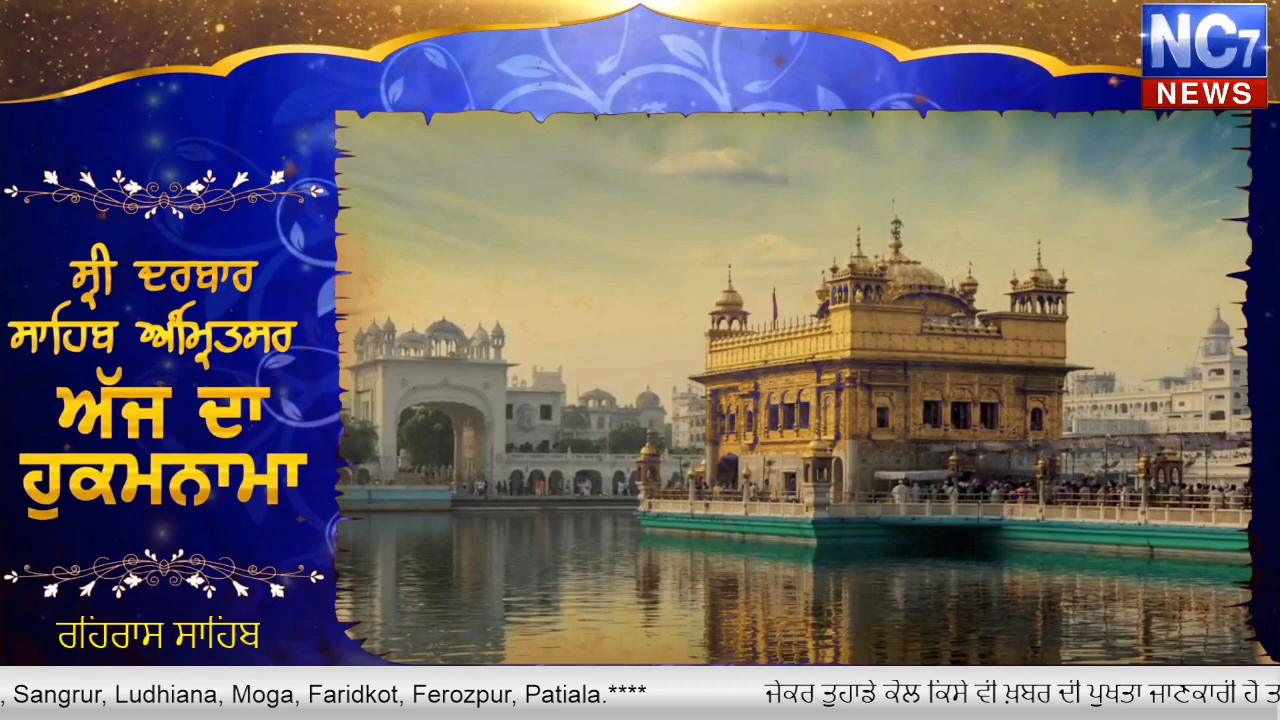 NC7
NEWS
ਸ੍ਰੀ ਦਰਬਾਰ
ਸਾਹਿਬ ਅੰਮ੍ਰਿਤਸਰ
ਅੱਜ ਦਾ
ਹੁਕਮਨਾਮਾ
ਰਹਿਰਾਸ ਸਾਹਿਬ
, Sangrur, Ludhiana, Moga, Faridkot, Ferozpur, Patiala.**** ਜੇਕਰ ਤੁਹਾਡੇ ਕੋਲ ਕਿਸੇ ਵੀ ਖ਼ਬਰ ਦੀ ਪੁਖਤਾ ਜਾਣਕਾਰੀ ਹੈ